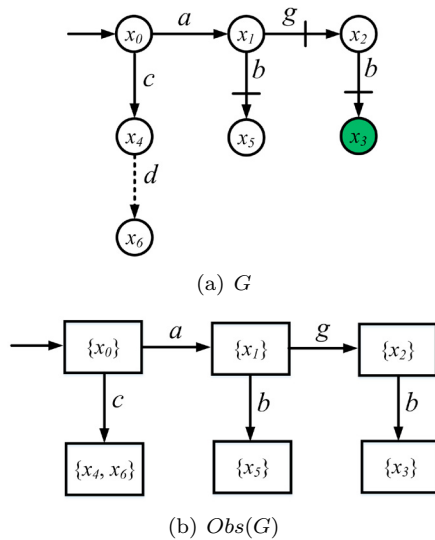 x₀ a x₁ g x₂
c b b
x₄ x₅ x₃
d
x₆
(a) G
{x₀} a {x₁} g {x₂}
c b b
{x₄, x₆} {x₅} {x₃}
(b) Obs(G)